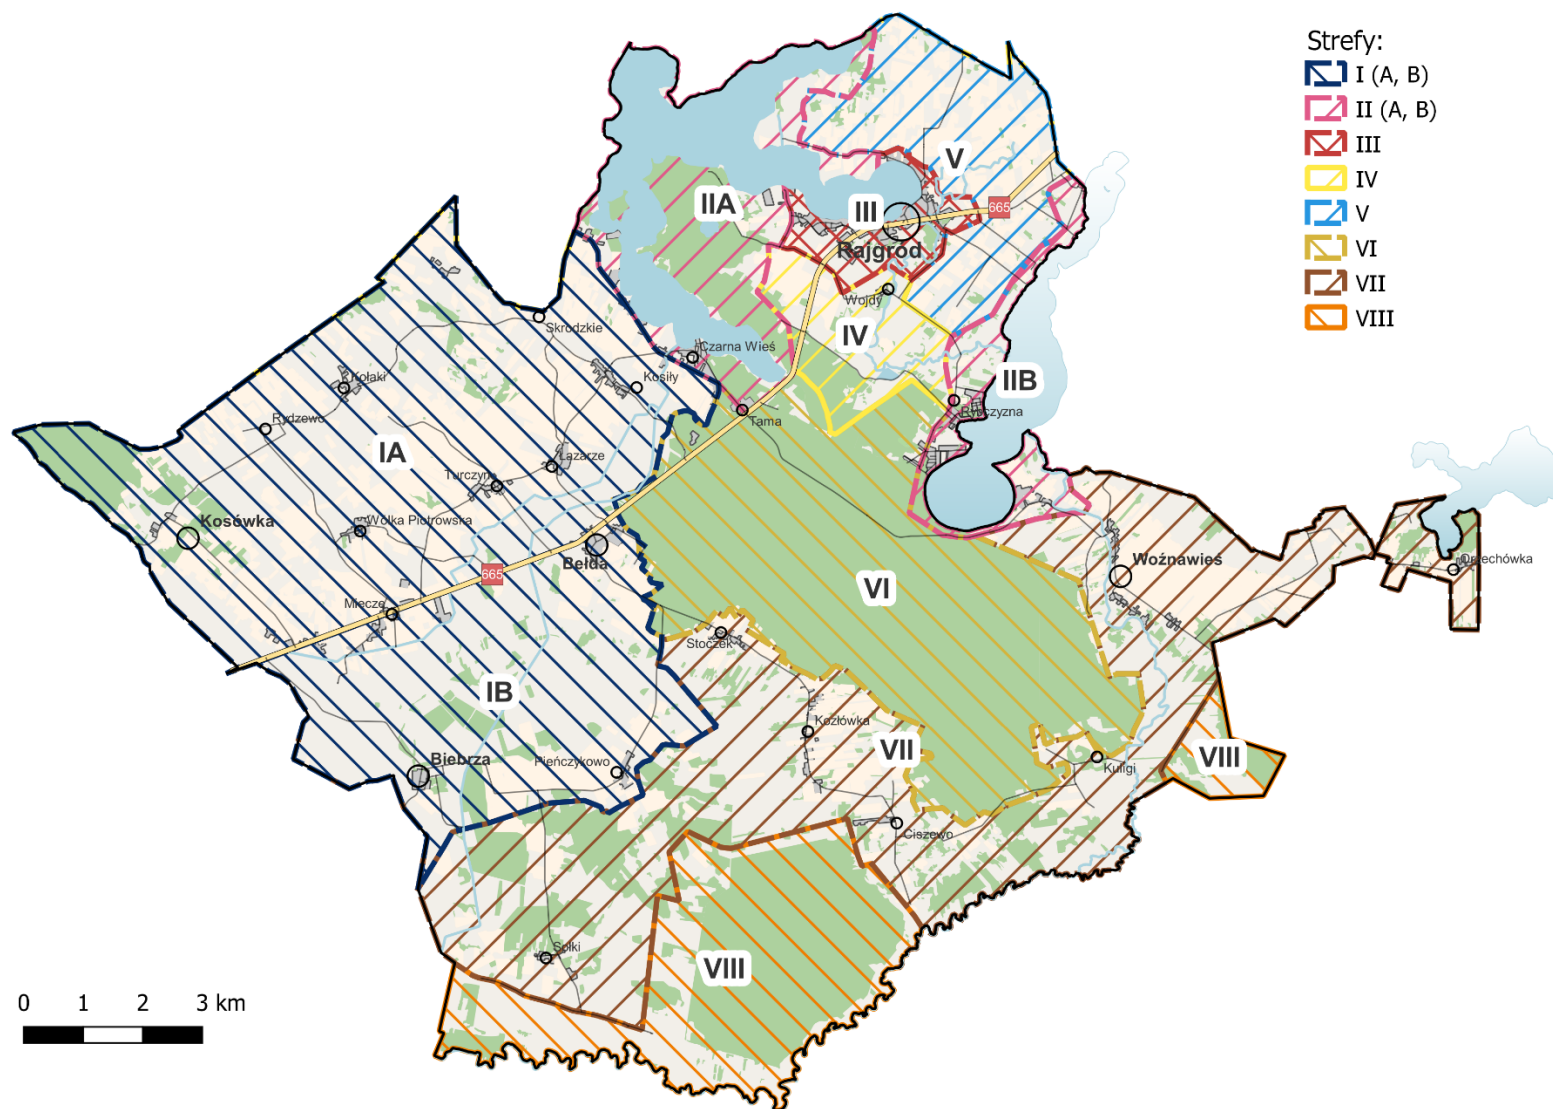 Strefy:
I (A, B)
II (A, B)
III
IV
V
VI
VII
VIII
V
IIA
III
665
Rajgród
Wojdy
Skrodzkie
IV
Czarna Wieś
Kołaki
Kosiły
IIB
Rybczyzna
Tama
Rydzewo
IA
Łazarze
Turczyn
Kosówka
Wólka Piotrowska
Bełda
665
Woźnawieś
Orzechówka
VI
Miecze
Stoczek
IB
Kozłówka
VII
Biebrza
Pieńczykowo
Kuligi
VIII
Ciszewo
Sołki
VIII
0 1 2 3 km